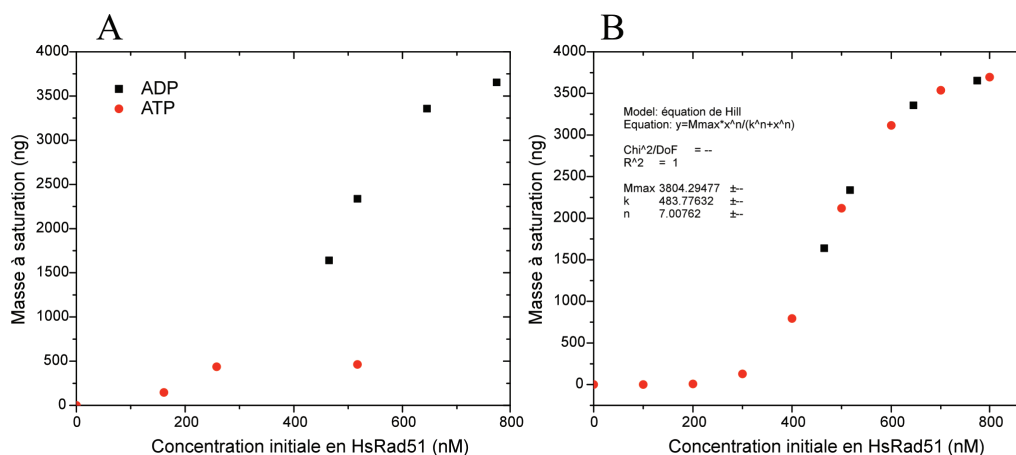 A
4000
3500
3000
2500
2000
1500
1000
500
0
Masse à saturation (ng)
ADP
ATP
0 200 400 600 800
Concentration initiale en HsRad51 (nM)
B
4000
3500
3000
2500
2000
1500
1000
500
0
Masse à saturation (ng)
Model: équation de Hill
Equation: y=Mmax*x^n/(k^n+x^n)
Chi^2/DoF = --
R^2 = 1
Mmax 3804.29477 ±--
k 483.77632 ±--
n 7.00762 ±--
0 200 400 600 800
Concentration initiale en HsRad51 (nM)